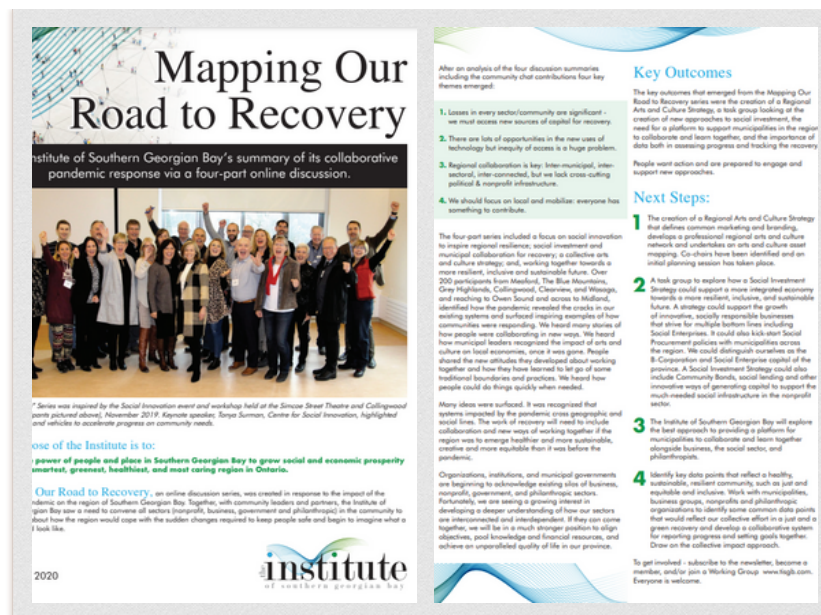 Mapping Our
Road to Recovery
nstitute of Southern Georgian Bay's summary of its collaborative
pandemic response via a four-part online discussion.
" Series was inspired by the Social Innovation event and workshop held at the Simcoe Street Theatre and Collingwood
pants pictured above), November 2019. Keynote speaker, Tonya Surman, Centre for Social Innovation, highlighted
and vehicles to accelerate progress on community needs.
ose of the Institute is to:
power of people and place in Southern Georgian Bay to grow social and economic prosperity
smartest, greenest, healthiest, and most caring region in Ontario.
Our Road to Recovery, an online discussion series, was created in response to the impact of the
ndemic on the region of Southern Georgian Bay. Together, with community leaders and partners, the Institute of
gian Bay saw a need to convene all sectors (nonprofit, business, government and philanthropic) in the community to
about how the region would cope with the sudden changes required to keep people safe and begin to imagine what a
look like.
2020
the institute
of southern georgian bay
After an analysis of the four discussion summaries
including the community chat contributions four key
themes emerged:
1. Losses in every sector/community are significant -
we must access new sources of capital for recovery.
2. There are lots of opportunities in the new uses of
technology but inequity of access is a huge problem.
3. Regional collaboration is key: Inter-municipal, inter-
sectoral, inter-connected, but we lack cross-cutting
political & nonprofit infrastructure.
4. We should focus on local and mobilize: everyone has
something to contribute.
The four-part series included a focus on social innovation
to inspire regional resilience; social investment and
municipal collaboration for recovery; a collective arts
and culture strategy; and, working together towards a
more resilient, inclusive and sustainable future. Over
200 participants from Meaford, The Blue Mountains,
Grey Highlands, Collingwood, Clearview, and Wasaga,
and reaching to Owen Sound and across to Midland,
identified how the pandemic revealed the cracks in our
existing systems and surfaced inspiring examples of how
communities were responding. We heard many stories of
how people were collaborating in new ways. We heard
how municipal leaders recognized the impact of arts and
culture on local economies, once it was gone. People
shared the new attitudes they developed about working
together and how they have learned to let go of some
traditional boundaries and practices. We heard how
people could do things quickly when needed.
Many ideas were surfaced. It was recognized that
systems impacted by the pandemic cross geographic and
social lines. The work of recovery will need to include
collaboration and new ways of working together if the
region was to emerge healthier and more sustainable,
creative and more equitable than it was before the
pandemic.
Organizations, institutions, and municipal governments
are beginning to acknowledge existing silos of business,
nonprofit, government, and philanthropic sectors.
Fortunately, we are seeing a growing interest in
developing a deeper understanding of how our sectors
are interconnected and interdependent. If they can come
together, we will be in a much stronger position to align
objectives, pool knowledge and financial resources, and
achieve an unparalleled quality of life in our province.
Key Outcomes
The key outcomes that emerged from the Mapping Our
Road to Recovery series were the creation of a Regional
Arts and Culture Strategy, a task group looking at the
creation of new approaches to social investment, the
need for a platform to support municipalities in the region
to collaborate and learn together, and the importance of
data both in assessing progress and tracking the recovery.
People want action and are prepared to engage and
support new approaches.
Next Steps:
1 The creation of a Regional Arts and Culture Strategy
that defines common marketing and branding,
develops a professional regional arts and culture
network and undertakes an arts and culture asset
mapping. Co-chairs have been identified and an
initial planning session has taken place.
2 A task group to explore how a Social Investment
Strategy could support a more integrated economy
towards a more resilient, inclusive, and sustainable
future. A strategy could support the growth
of innovative, socially responsible businesses
that strive for multiple bottom lines including
Social Enterprises. It could also kick-start Social
Procurement policies with municipalities across
the region. We could distinguish ourselves as the
B-Corporation and Social Enterprise capital of the
province. A Social Investment Strategy could also
include Community Bonds, social lending and other
innovative ways of generating capital to support the
much-needed social infrastructure in the nonprofit
sector.
3 The Institute of Southern Georgian Bay will explore
the best approach to providing a platform for
municipalities to collaborate and learn together
alongside business, the social sector, and
philanthropists.
4 Identify key data points that reflect a healthy,
sustainable, resilient community, such as just and
equitable and inclusive. Work with municipalities,
business groups, nonprofits and philanthropic
organizations to identify some common data points
that would reflect our collective effort in a just and a
green recovery and develop a collaborative system
for reporting progress and setting goals together.
Draw on the collective impact approach.
To get involved - subscribe to the newsletter, become a
member, and/or join a Working Group www.tisgb.com.
Everyone is welcome.